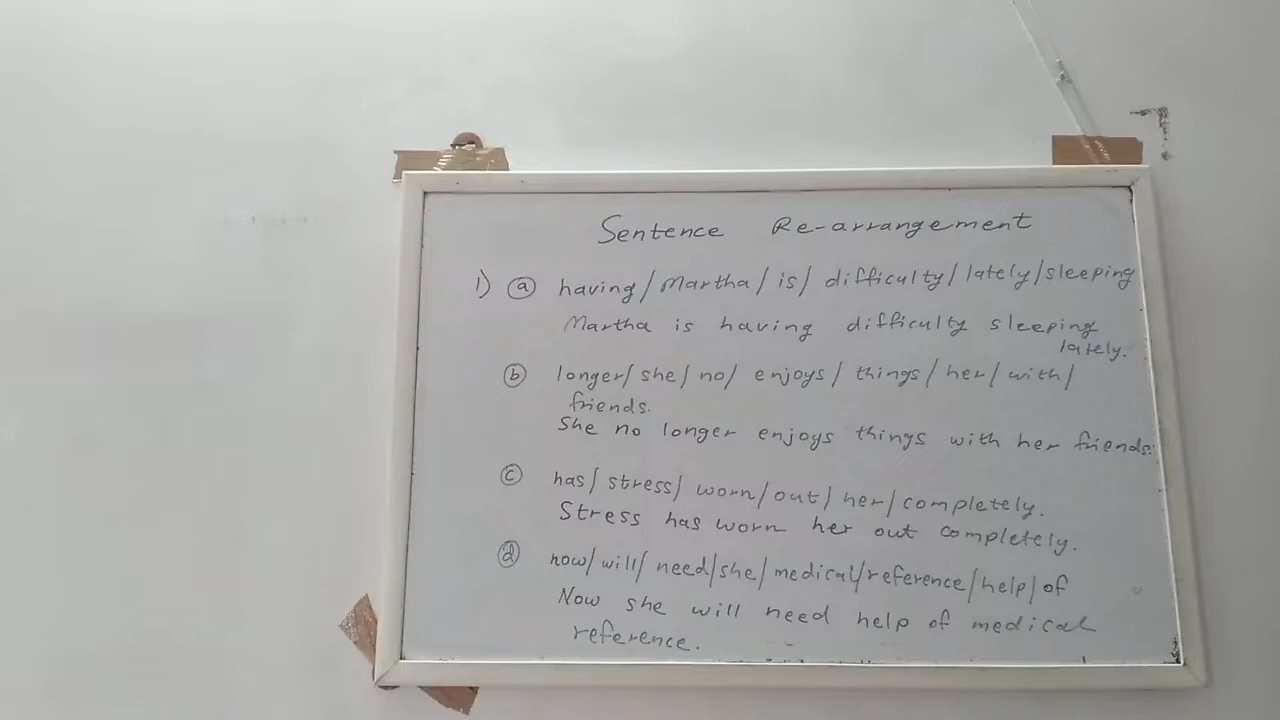 Sentence Re-arrangement
1) (a) having/Martha/is/difficulty/lately/sleeping
Martha is having difficulty sleeping
lately.
(b) longer/she/no/enjoys/things/her/with/
friends.
She no longer enjoys things with her friends.
(c) has/stress/worn/out/her/completely.
Stress has worn her out completely.
(d) now/will/need/she/medical/reference/help/of
Now she will need help of medical
reference.